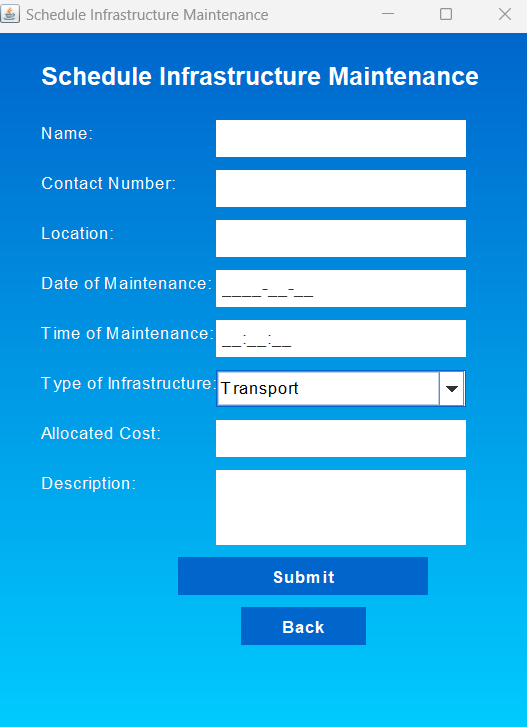 Schedule Infrastructure Maintenance
Schedule Infrastructure Maintenance
Name:
Contact Number:
Location:
Date of Maintenance: ____-__-__
Time of Maintenance: __:__:__
Type of Infrastructure: Transport
Allocated Cost:
Description:
Submit
Back